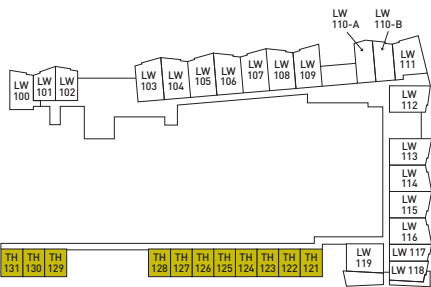 LW
110-A
LW
110-B
LW
100
LW
101
LW
102
LW
103
LW
104
LW
105
LW
106
LW
107
LW
108
LW
109
LW
111
LW
112
LW
113
LW
114
LW
115
LW
116
LW 117
LW 118
LW
119
TH
131
TH
130
TH
129
TH
128
TH
127
TH
126
TH
125
TH
124
TH
123
TH
122
TH
121